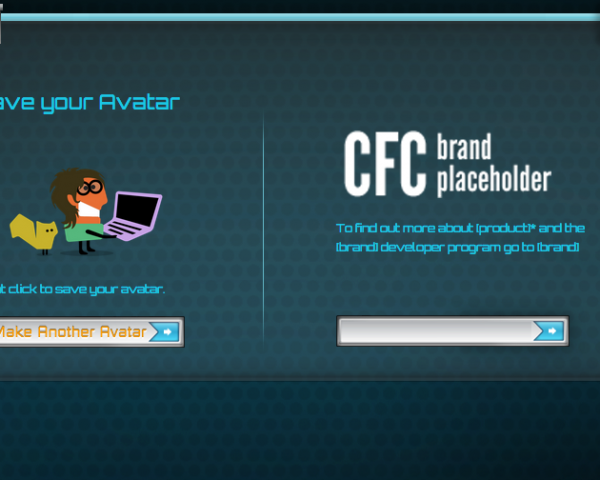 ave your Avatar
CFC brand
placeholder
To find out more about [product]* and the
[brand] developer program go to [brand]
t click to save your avatar.
Make Another Avatar